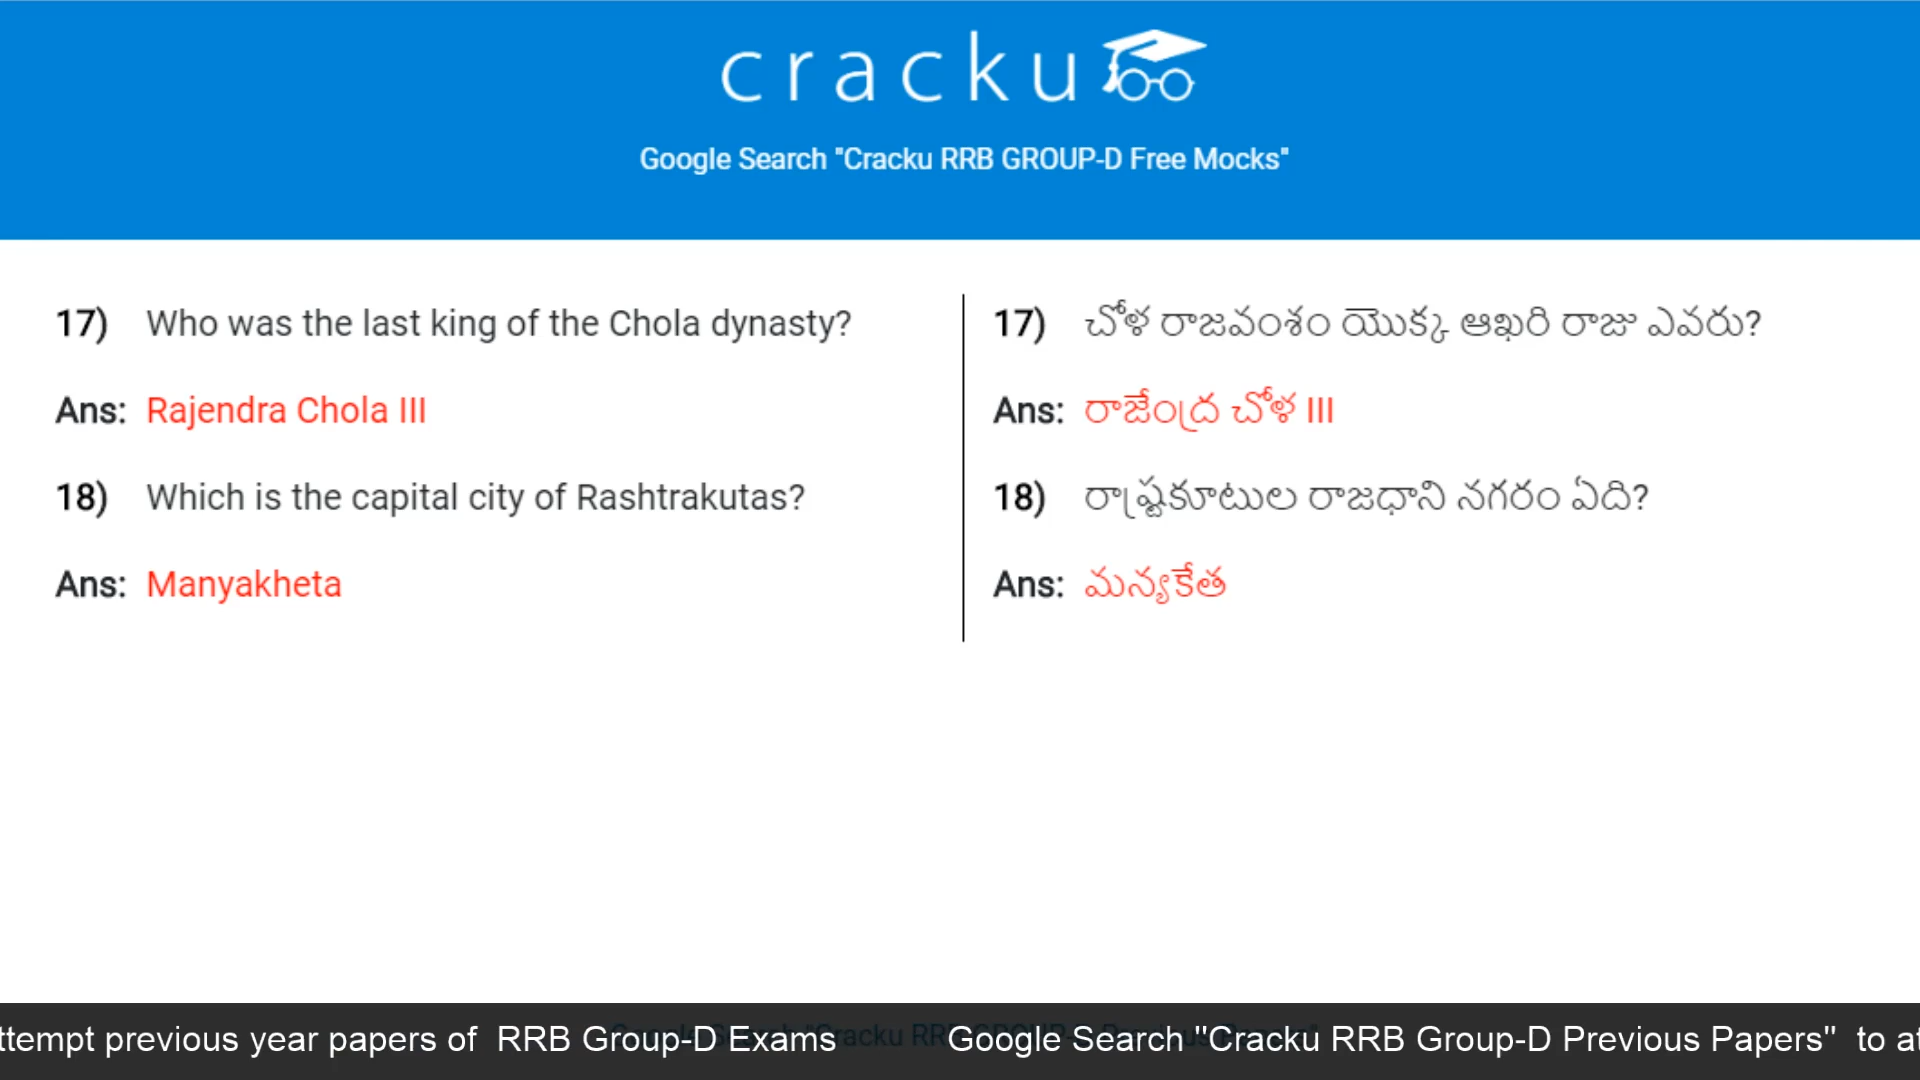 cracku
Google Search "Cracku RRB GROUP-D Free Mocks"
17) Who was the last king of the Chola dynasty?
Ans: Rajendra Chola III
18) Which is the capital city of Rashtrakutas?
Ans: Manyakheta
17) చోళ రాజవంశం యొక్క ఆఖరి రాజు ఎవరు?
Ans: రాజేంద్ర చోళ III
18) రాష్ట్రకూటుల రాజధాని నగరం ఏది?
Ans: మన్యకేత
ttempt previous year papers of RRB Group-D Exams Google Search "Cracku RRB Group-D Previous Papers" to at